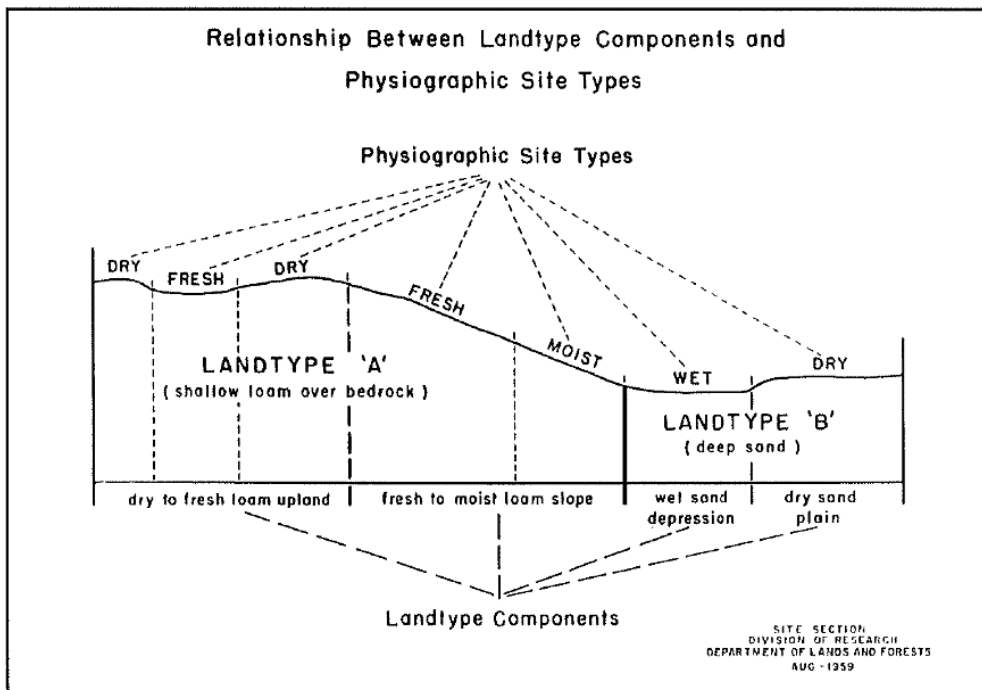 Relationship Between Landtype Components and
Physiographic Site Types
Physiographic Site Types
DRY
FRESH
DRY
FRESH
MOIST
WET
DRY
LANDTYPE 'A'
( shallow loam over bedrock )
LANDTYPE 'B'
( deep sand )
dry to fresh loam upland
fresh to moist loam slope
wet sand
depression
dry sand
plain
Landtype Components
SITE SECTION
DIVISION OF RESEARCH
DEPARTMENT OF LANDS AND FORESTS
AUG - 1959